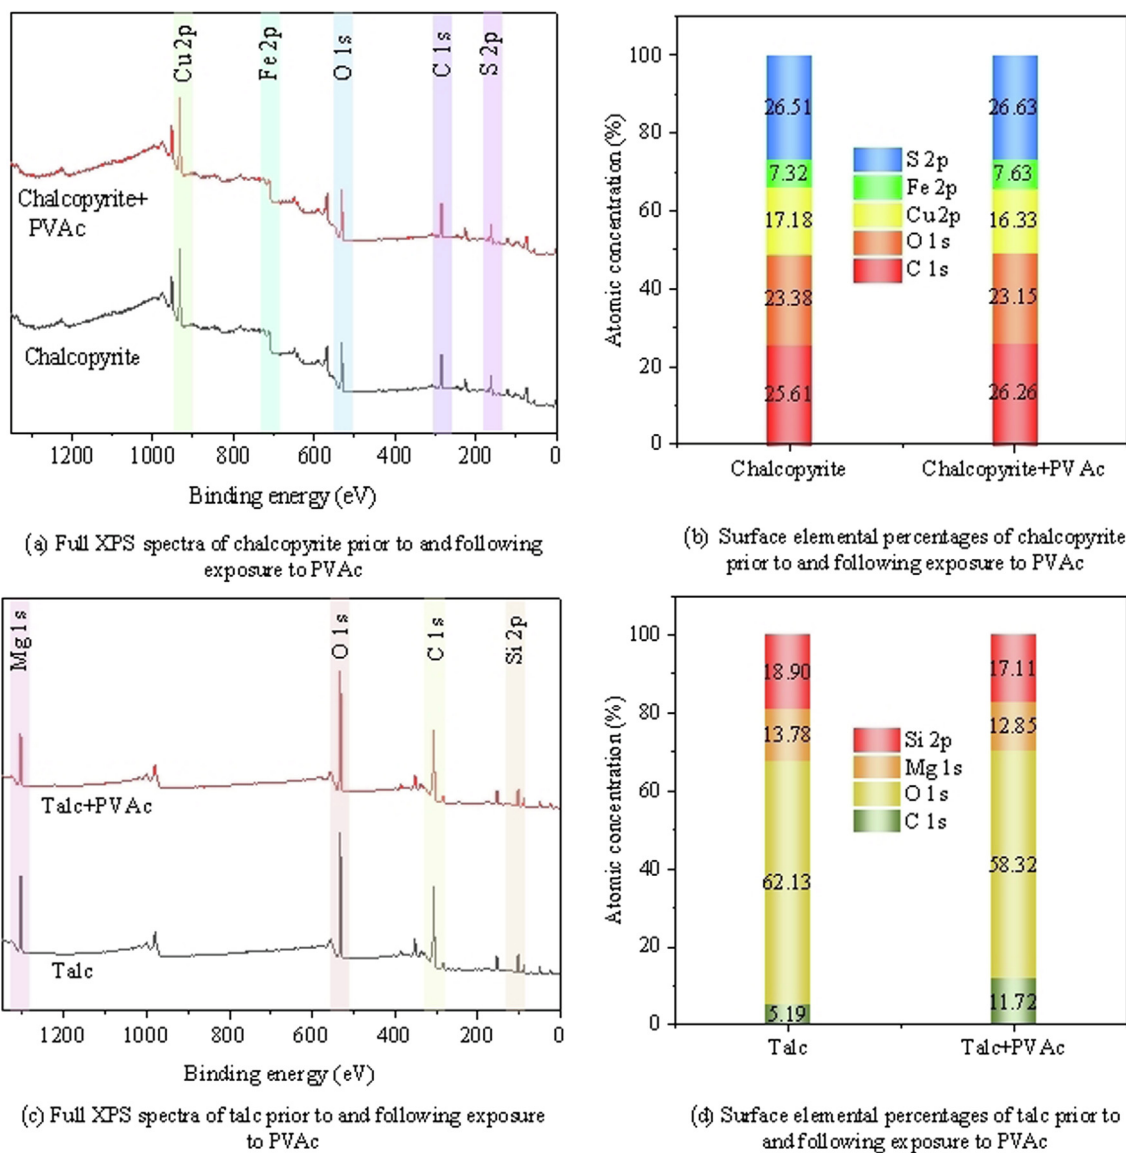 Cu 2p
Fe 2p
O 1s
C 1s
S 2p
Chalcopyrite+
PVAc
Chalcopyrite
1200 1000 800 600 400 200 0
Binding energy (eV)
(a) Full XPS spectra of chalcopyrite prior to and following
exposure to PVAc
Atomic concentration (%)
100
80
60
40
20
0
26.51
7.32
17.18
23.38
25.61
S 2p
Fe 2p
Cu2p
O 1s
C 1s
26.63
7.63
16.33
23.15
26.26
Chalcopyrite Chalcopyrite+PVAc
(b) Surface elemental percentages of chalcopyrite
prior to and following exposure to PVAc
Mg 1s
O 1s
C 1s
Si 2p
Talc+PVAc
Talc
1200 1000 800 600 400 200 0
Binding energy (eV)
(c) Full XPS spectra of talc prior to and following exposure
to PVAc
Atomic concentration (%)
100
80
60
40
20
0
18.90
13.78
62.13
5.19
Si 2p
Mg 1s
O 1s
C 1s
17.11
12.85
58.32
11.72
Talc Talc+PVAc
(d) Surface elemental percentages of talc prior to
and following exposure to PVAc